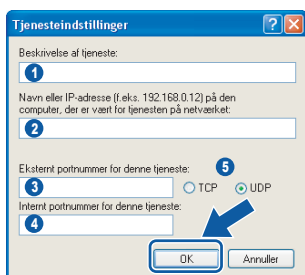 Tjenesteindstillinger
Beskrivelse af tjeneste:
1
Navn eller IP-adresse (f.eks. 192.168.0.12) på den
computer, der er vært for tjenesten på netværket:
2
Eksternt portnummer for denne tjeneste: 5
3 TCP UDP
Internt portnummer for denne tjeneste:
4
OK Annuller